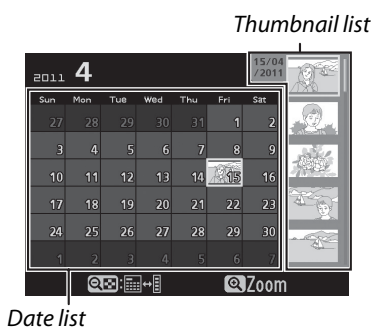 Thumbnail list
2011 4
15/04
/2011
Sun Mon Tue Wed Thu Fri Sat
27 28 29 30 31 1 2
3 4 5 6 7 8 9
10 11 12 13 14 15 16
17 18 19 20 21 22 23
24 25 26 27 28 29 30
1 2 3 4 5 6 7
: ↔
Zoom
Date list